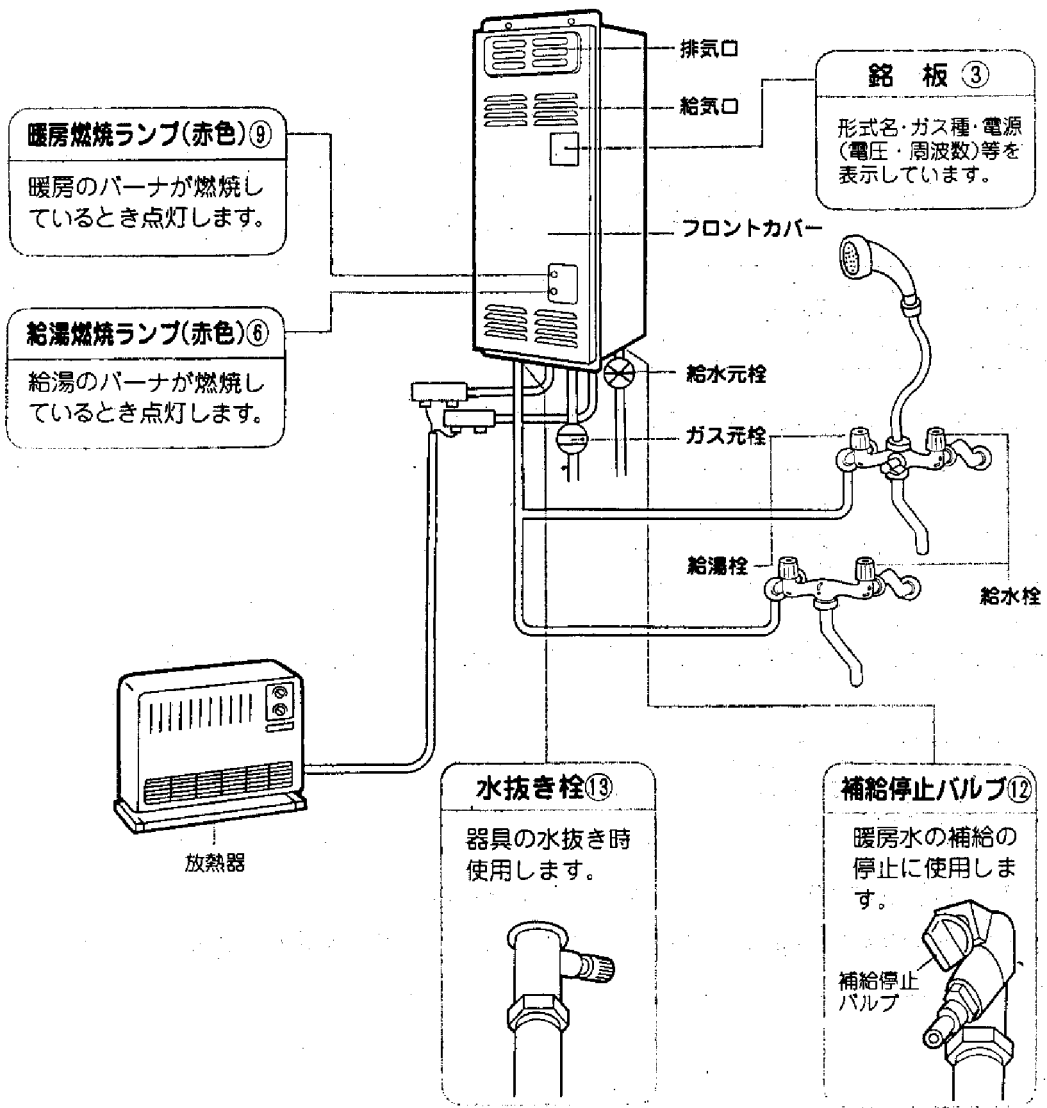 排気口
給気口
銘 板 ③
形式名・ガス種・電源
(電圧・周波数)等を
表示しています。
暖房燃焼ランプ(赤色)⑨
暖房のバーナが燃焼し
ているとき点灯します。
フロントカバー
給湯燃焼ランプ(赤色)⑥
給湯のバーナが燃焼し
ているとき点灯します。
給水元栓
ガス元栓
給湯栓
給水栓
放熱器
水抜き栓⑬
器具の水抜き時
使用します。
補給停止バルブ⑫
暖房水の補給の
停止に使用しま
す。
補給停止
バルブ